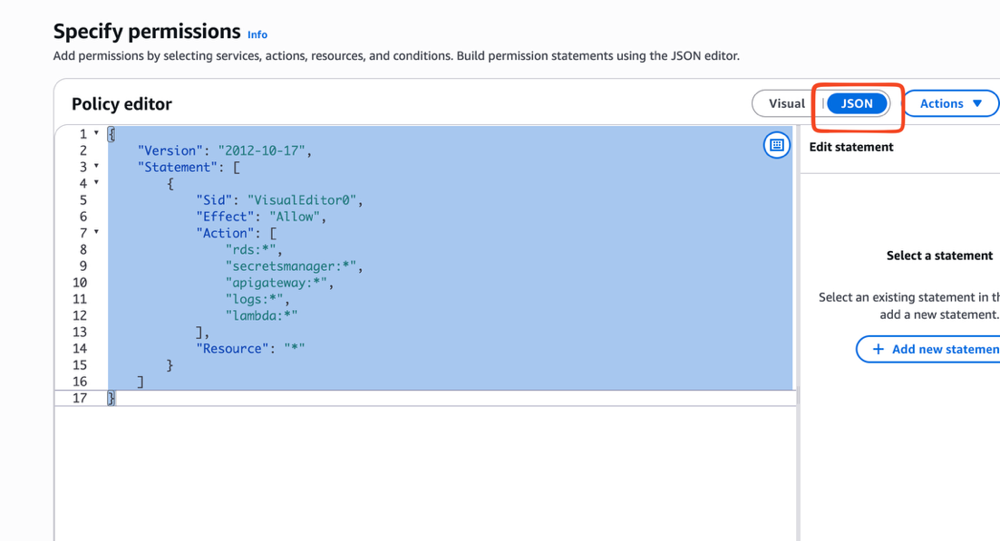 Specify permissions Info
Add permissions by selecting services, actions, resources, and conditions. Build permission statements using the JSON editor.
Policy editor
Visual
JSON
Actions
1 {
2 "Version": "2012-10-17",
3 "Statement": [
4 {
5 "Sid": "VisualEditor0",
6 "Effect": "Allow",
7 "Action": [
8 "rds:*",
9 "secretsmanager:*",
10 "apigateway:*",
11 "logs:*",
12 "lambda:*"
13 ],
14 "Resource": "*"
15 }
16 ]
17 }
Edit statement
Select a statement
Select an existing statement in th
add a new statement.
+ Add new statemen